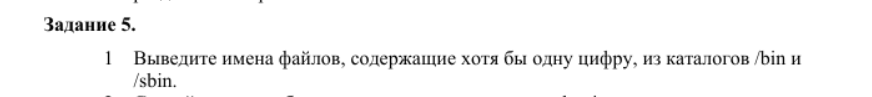 Задание 5.
1 Выведите имена файлов, содержащие хотя бы одну цифру, из каталогов /bin и
/sbin.